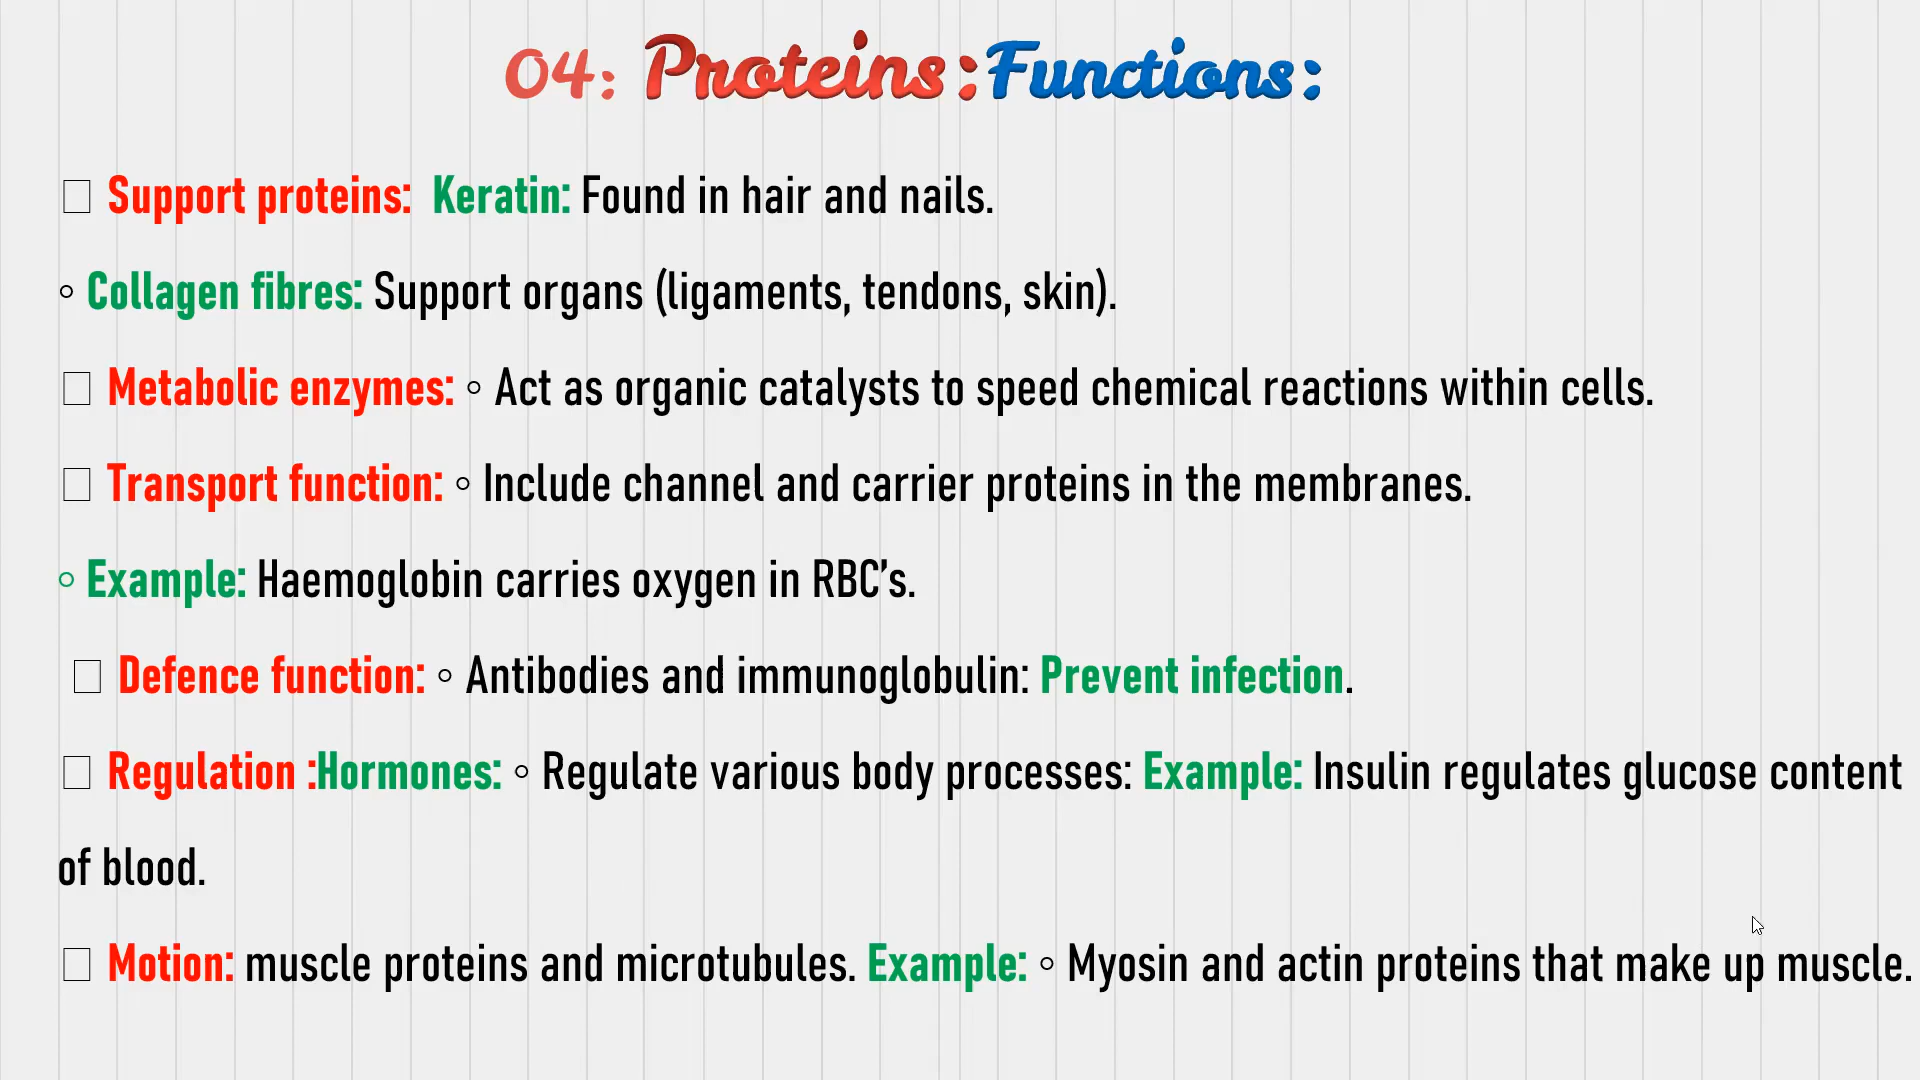 04: Proteins: Functions:
□ Support proteins: Keratin: Found in hair and nails.
◦ Collagen fibres: Support organs (ligaments, tendons, skin).
□ Metabolic enzymes: ◦ Act as organic catalysts to speed chemical reactions within cells.
□ Transport function: ◦ Include channel and carrier proteins in the membranes.
◦ Example: Haemoglobin carries oxygen in RBC’s.
□ Defence function: ◦ Antibodies and immunoglobulin: Prevent infection.
□ Regulation :Hormones: ◦ Regulate various body processes: Example: Insulin regulates glucose content
of blood.
□ Motion: muscle proteins and microtubules. Example: ◦ Myosin and actin proteins that make up muscle.